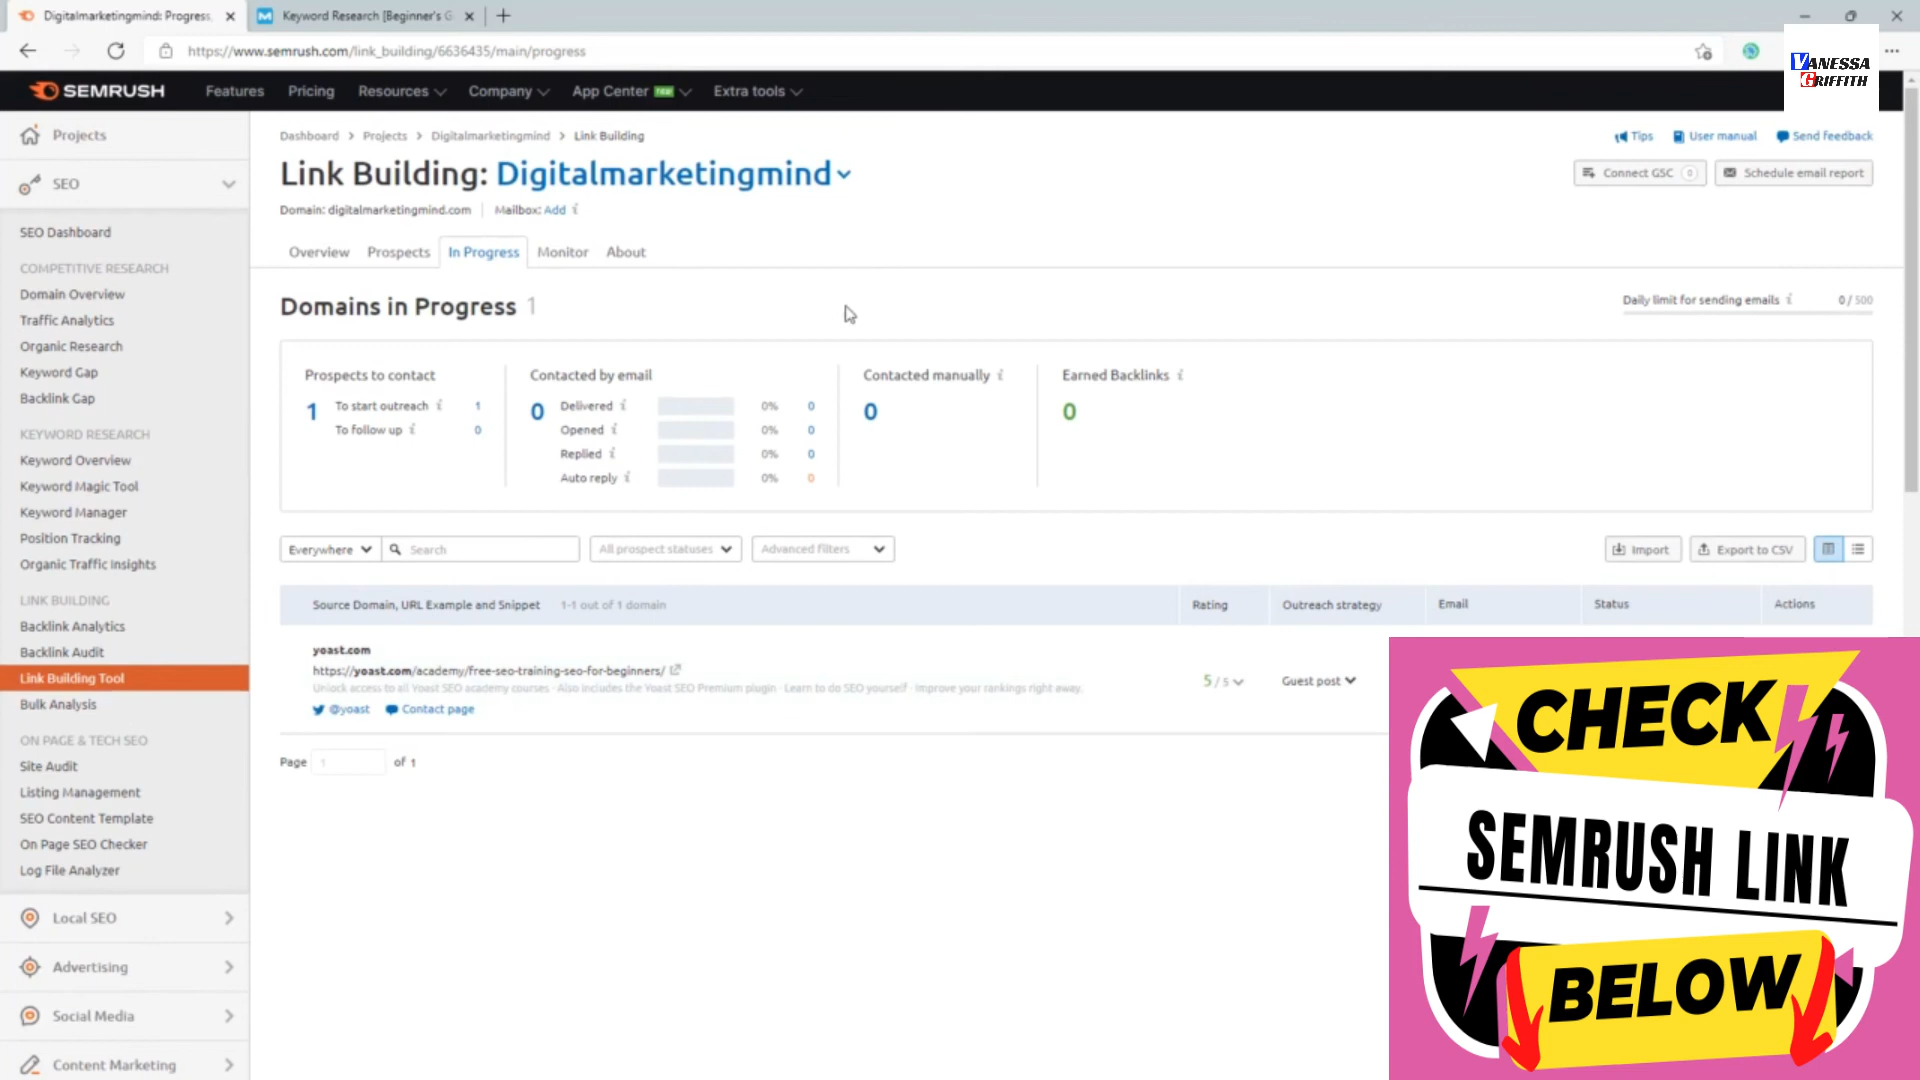 Digitalmarketingmind: Progress,
Keyword Research [Beginner's G
https://www.semrush.com/link_building/6636435/main/progress
VANESSA
GRIFFITH
SEMRUSH
Features
Pricing
Resources
Company
App Center
Extra tools
Projects
SEO
SEO Dashboard
COMPETITIVE RESEARCH
Domain Overview
Traffic Analytics
Organic Research
Keyword Gap
Backlink Gap
KEYWORD RESEARCH
Keyword Overview
Keyword Magic Tool
Keyword Manager
Position Tracking
Organic Traffic Insights
LINK BUILDING
Backlink Analytics
Backlink Audit
Link Building Tool
Bulk Analysis
ON PAGE & TECH SEO
Site Audit
Listing Management
SEO Content Template
On Page SEO Checker
Log File Analyzer
Local SEO
Advertising
Social Media
Content Marketing
Dashboard > Projects > Digitalmarketingmind > Link Building
Tips
User manual
Send feedback
Link Building: Digitalmarketingmind
Connect GSC 0
Schedule email report
Domain: digitalmarketingmind.com
Mailbox: Add i
Overview
Prospects
In Progress
Monitor
About
Domains in Progress 1
Daily limit for sending emails i 0 / 500
Prospects to contact
1
To start outreach i 1
To follow up i 0
Contacted by email
0
Delivered i 0% 0
Opened i 0% 0
Replied i 0% 0
Auto reply i 0% 0
Contacted manually i
0
Earned Backlinks i
0
Everywhere
Search
All prospect statuses
Advanced filters
Import
Export to CSV
Source Domain, URL Example and Snippet 1-1 out of 1 domain
Rating
Outreach strategy
Email
Status
Actions
yoast.com
https://yoast.com/academy/free-seo-training-seo-for-beginners/
Unlock access to all Yoast SEO academy courses · Also includes the Yoast SEO Premium plugin · Learn to do SEO yourself · Improve your rankings right away.
@yoast
Contact page
5 / 5
Guest post
Page 1 of 1
CHECK
SEMRUSH LINK
BELOW